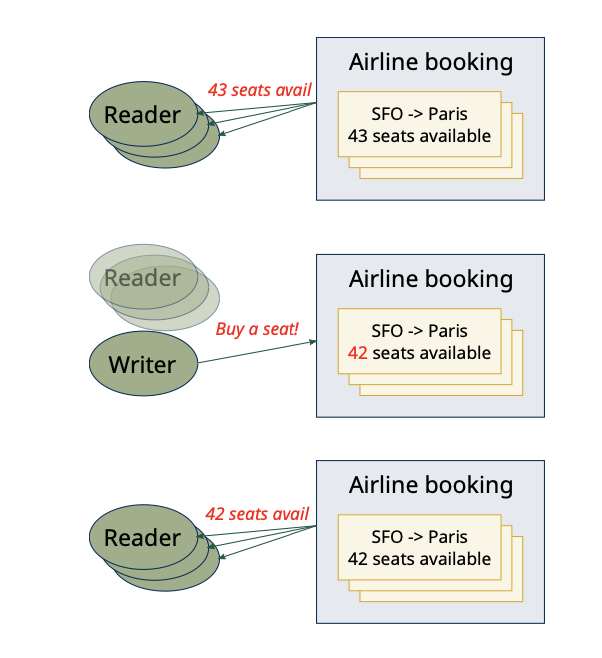 Airline booking
43 seats avail
Reader
SFO -> Paris
43 seats available
Reader
Airline booking
Buy a seat!
SFO -> Paris
42 seats available
Writer
Airline booking
42 seats avail
Reader
SFO -> Paris
42 seats available